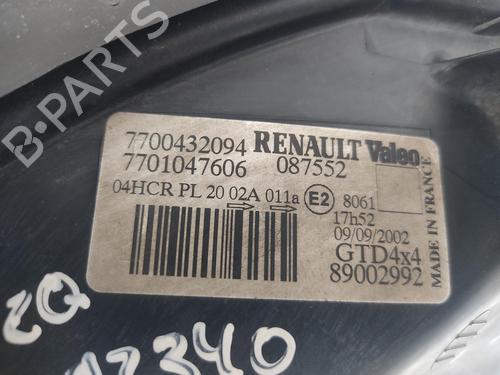 B-PARTS
7700432094 RENAULT Valeo
7701047606 087552
04HCR PL 20 02A 011a E2 8061
17h52
09/09/2002
GTD4x4
89002992
MADE IN FRANCE